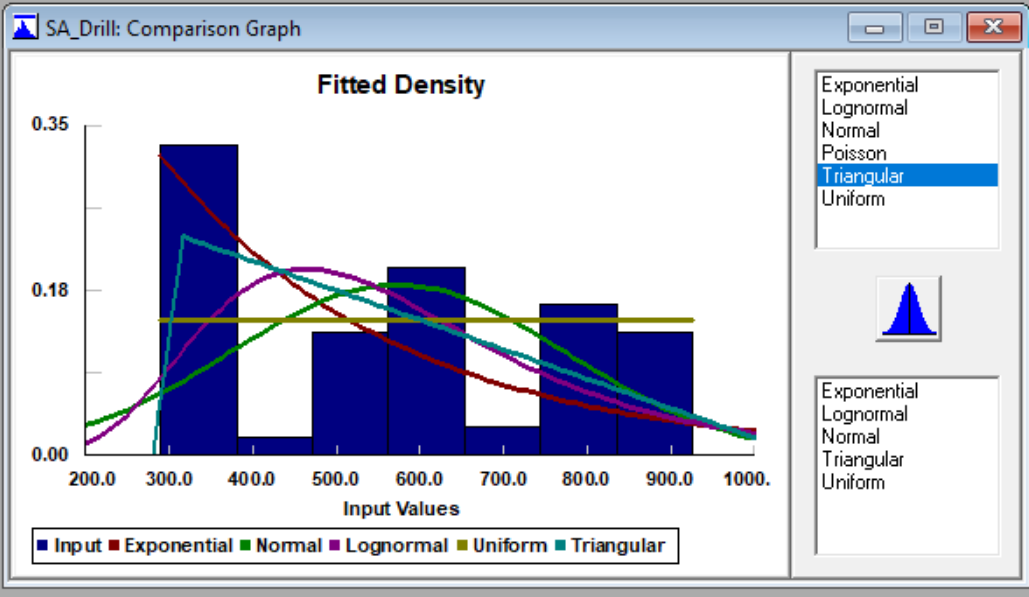 SA_Drill: Comparison Graph
Fitted Density
0.35
0.18
0.00
200.0 300.0 400.0 500.0 600.0 700.0 800.0 900.0 1000.
Input Values
Input Exponential Normal Lognormal Uniform Triangular
Exponential
Lognormal
Normal
Poisson
Triangular
Uniform
Exponential
Lognormal
Normal
Triangular
Uniform